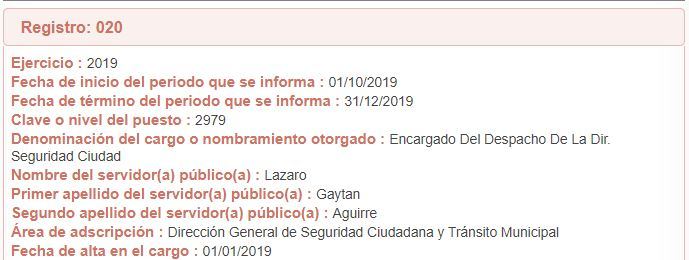 Registro: 020
Ejercicio : 2019
Fecha de inicio del periodo que se informa : 01/10/2019
Fecha de término del periodo que se informa : 31/12/2019
Clave o nivel del puesto : 2979
Denominación del cargo o nombramiento otorgado : Encargado Del Despacho De La Dir.
Seguridad Ciudad
Nombre del servidor(a) público(a) : Lazaro
Primer apellido del servidor(a) público(a) : Gaytan
Segundo apellido del servidor(a) público(a) : Aguirre
Área de adscripción : Dirección General de Seguridad Ciudadana y Tránsito Municipal
Fecha de alta en el cargo : 01/01/2019